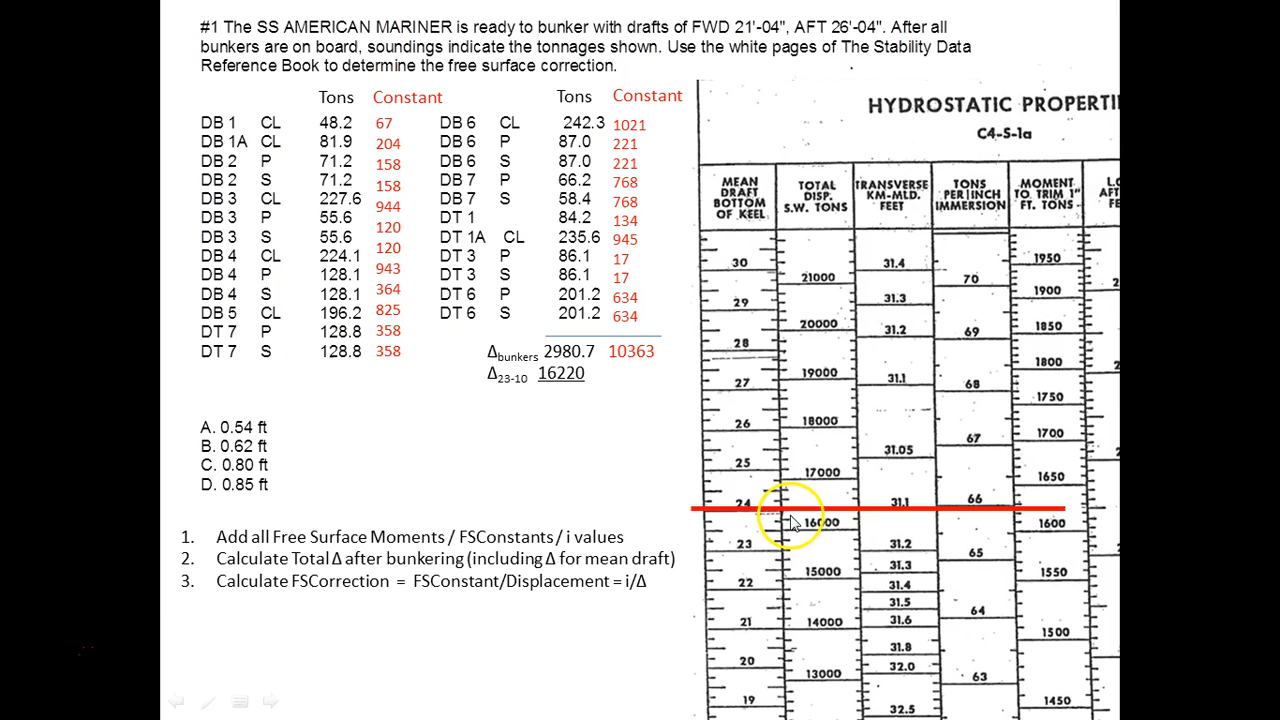 #1 The SS AMERICAN MARINER is ready to bunker with drafts of FWD 21'-04", AFT 26'-04". After all
bunkers are on board, soundings indicate the tonnages shown. Use the white pages of The Stability Data
Reference Book to determine the free surface correction.
Tons Constant Tons Constant
DB 1 CL 48.2 67 DB 6 CL 242.3 1021
DB 1A CL 81.9 204 DB 6 P 87.0 221
DB 2 P 71.2 158 DB 6 S 87.0 221
DB 2 S 71.2 158 DB 7 P 66.2 768
DB 3 CL 227.6 944 DB 7 S 58.4 768
DB 3 P 55.6 120 DT 1 84.2 134
DB 3 S 55.6 120 DT 1A CL 235.6 945
DB 4 CL 224.1 943 DT 3 P 86.1 17
DB 4 P 128.1 364 DT 3 S 86.1 17
DB 4 S 128.1 DT 6 P 201.2 634
DB 5 CL 196.2 825 DT 6 S 201.2 634
DT 7 P 128.8 358
DT 7 S 128.8 358 Δbunkers 2980.7 10363
Δ23-10 16220
A. 0.54 ft
B. 0.62 ft
C. 0.80 ft
D. 0.85 ft
1. Add all Free Surface Moments / FSConstants / i values
2. Calculate Total Δ after bunkering (including Δ for mean draft)
3. Calculate FSCorrection = FSConstant/Displacement = i/Δ
HYDROSTATIC PROPERTI
C4-S-1a
MEAN DRAFT BOTTOM OF KEEL
TOTAL DISP. S.W. TONS
TRANSVERSE KM-MLD. FEET
TONS PER INCH IMMERSION
MOMENT TO TRIM 1" FT. TONS
L.C
AFT
FE
30
29
28
27
26
25
24
23
22
21
20
19
21000
20000
19000
18000
17000
16000
15000
14000
13000
31.4
31.3
31.2
31.1
31.05
31.1
31.2
31.3
31.4
31.5
31.6
31.8
32.0
32.5
70
69
68
67
66
65
64
63
1950
1900
1850
1800
1750
1700
1650
1600
1550
1500
1450